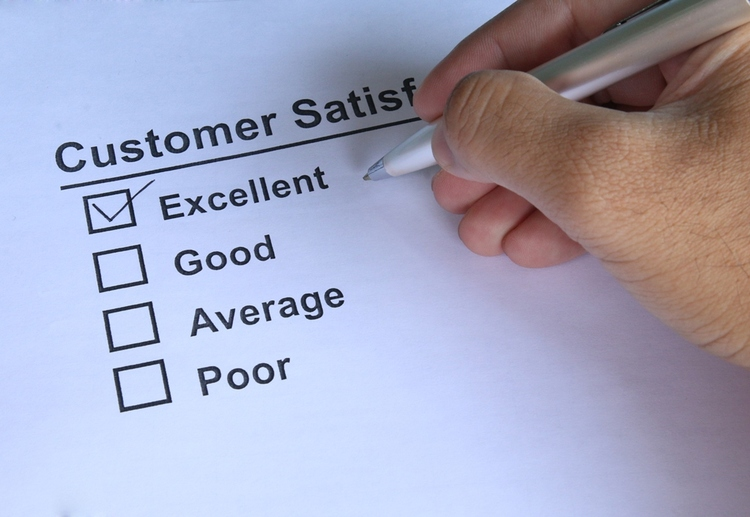 Customer Satisf
Excellent
Good
Average
Poor